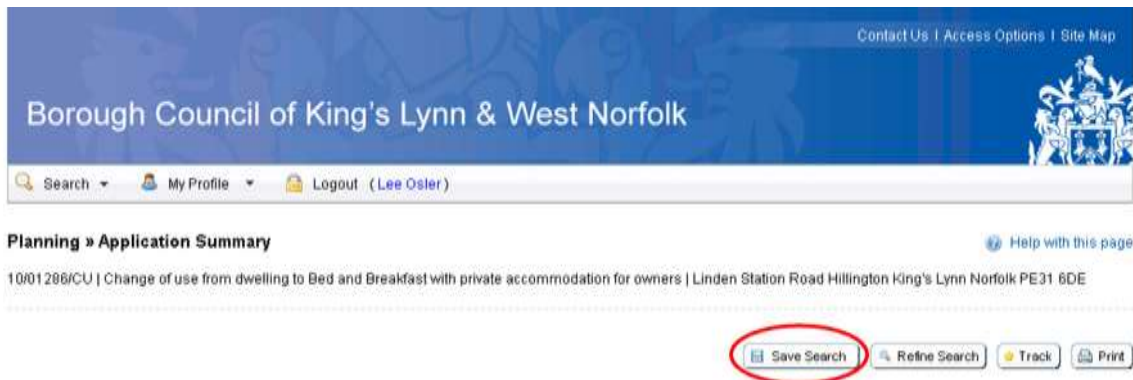 Contact Us | Access Options | Site Map
Borough Council of King's Lynn & West Norfolk
Search My Profile Logout (Lee Osler)
Planning » Application Summary Help with this page
10/01286/CU | Change of use from dwelling to Bed and Breakfast with private accommodation for owners | Linden Station Road Hillington King's Lynn Norfolk PE31 6DE
Save Search Refine Search Track Print